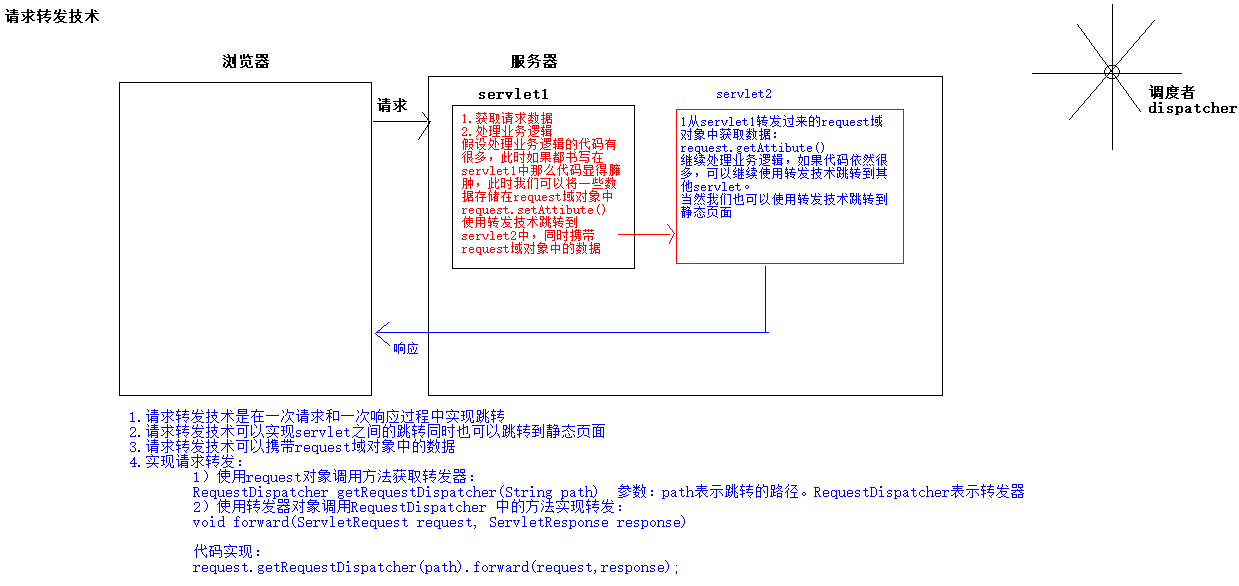 请求转发技术
浏览器
服务器
请求
servlet1
1.获取请求数据
2.处理业务逻辑
假设处理业务逻辑的代码有
很多，此时如果都书写在
servlet1中那么代码显得臃
肿，此时我们可以将一些数
据存储在request域对象中
request.setAttibute()
使用转发技术跳转到
servlet2中，同时携带
request域对象中的数据
servlet2
1从servlet1转发过来的request域
对象中获取数据：
request.getAttibute()
继续处理业务逻辑，如果代码依然很
多，可以继续使用转发技术跳转到其
他servlet。
当然我们也可以使用转发技术跳转到
静态页面
响应
调度者
dispatcher
1.请求转发技术是在一次请求和一次响应过程中实现跳转
2.请求转发技术可以实现servlet之间的跳转同时也可以跳转到静态页面
3.请求转发技术可以携带request域对象中的数据
4.实现请求转发：
1）使用request对象调用方法获取转发器：
RequestDispatcher getRequestDispatcher(String path) 参数：path表示跳转的路径。RequestDispatcher表示转发器
2）使用转发器对象调用RequestDispatcher 中的方法实现转发：
void forward(ServletRequest request, ServletResponse response)
代码实现：
request.getRequestDispatcher(path).forward(request,response);